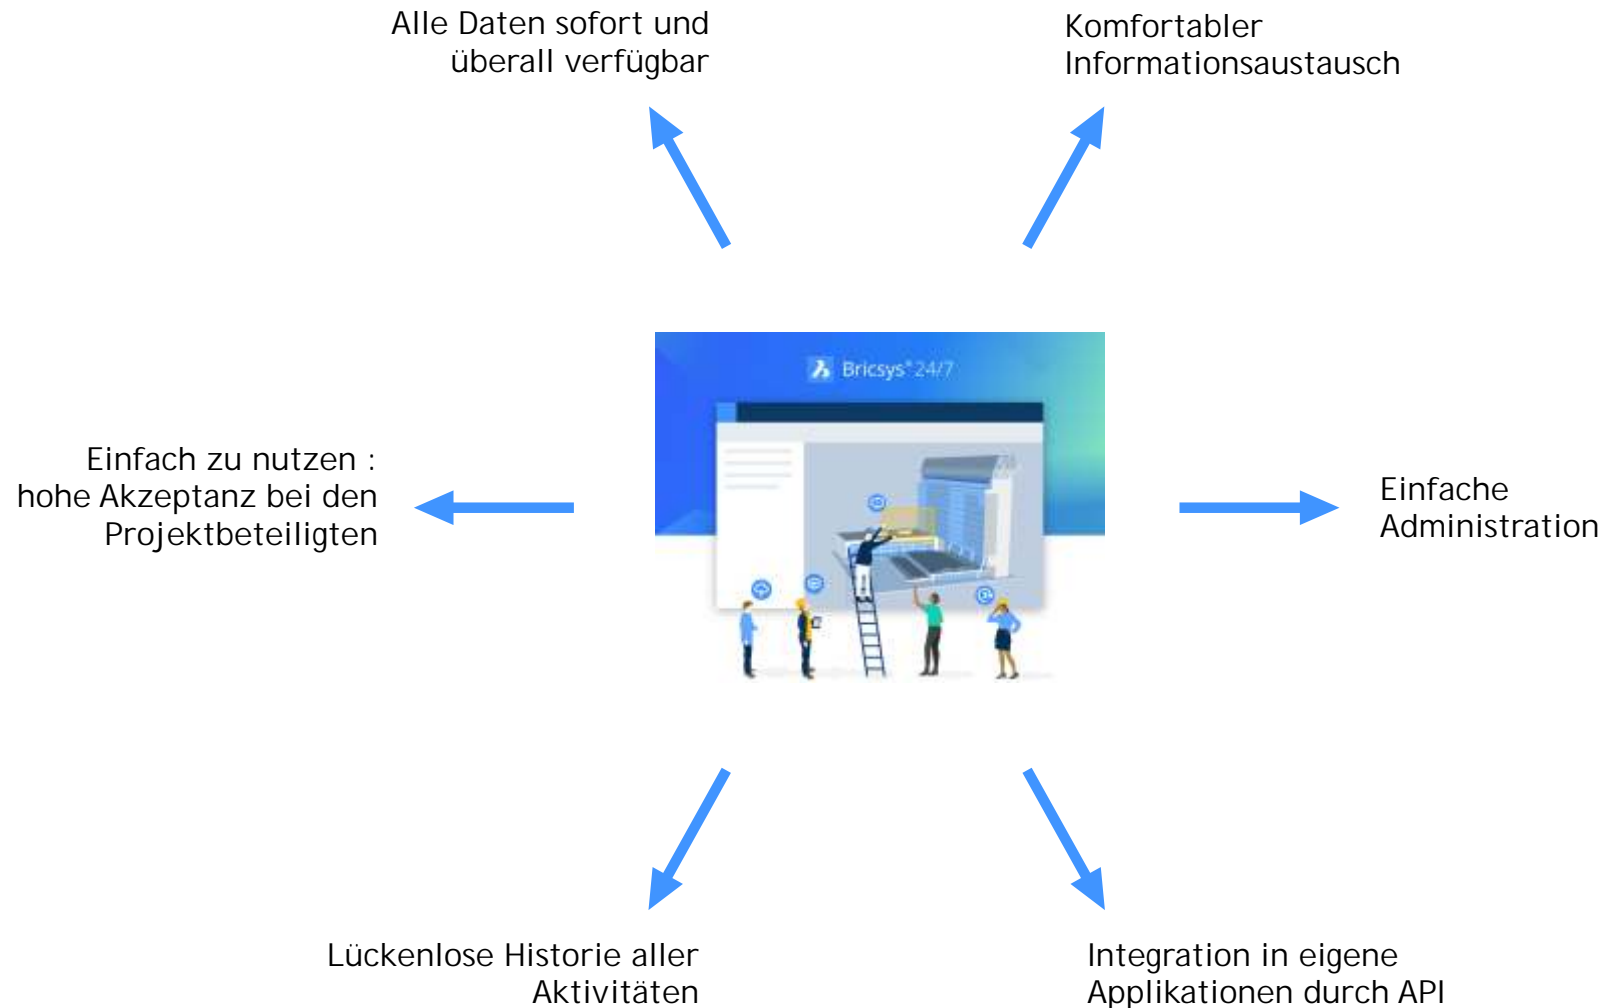 Alle Daten sofort und
überall verfügbar
Komfortabler
Informationsaustausch
Bricsys® 24/7
Einfach zu nutzen :
hohe Akzeptanz bei den
Projektbeteiligten
Einfache
Administration
Lückenlose Historie aller
Aktivitäten
Integration in eigene
Applikationen durch API